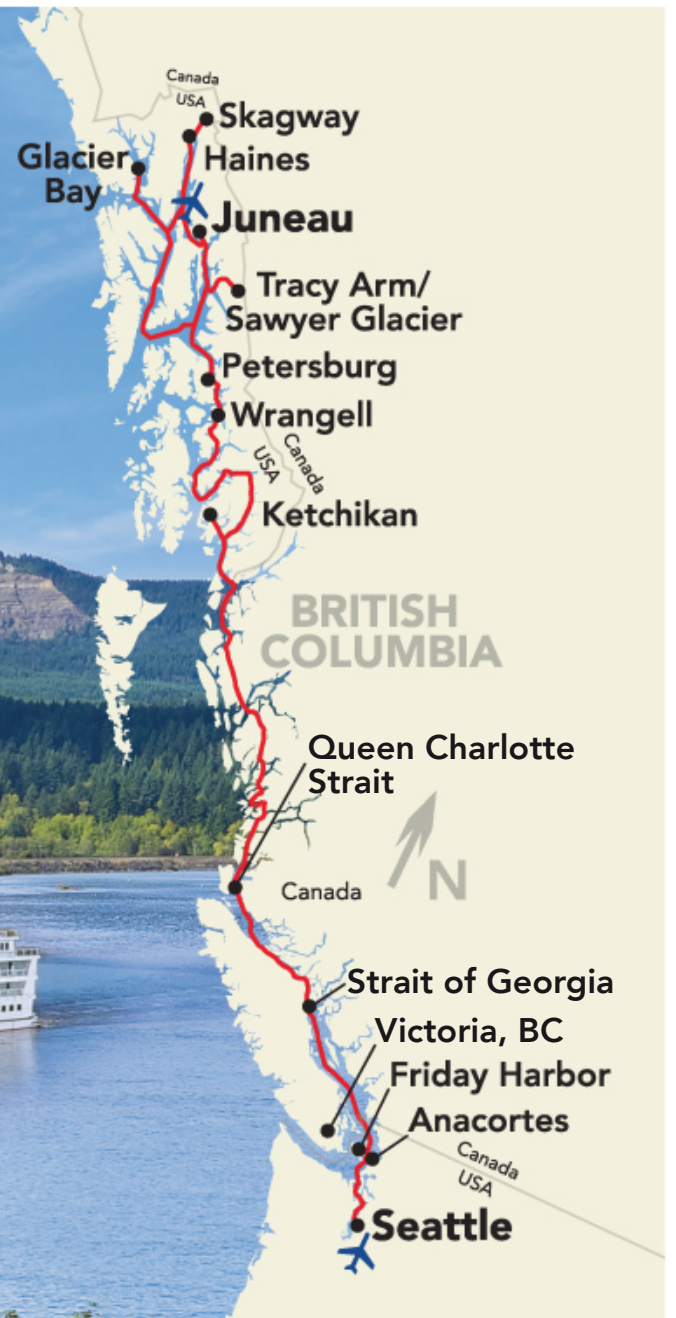 Canada
USA
Skagway
Haines
Glacier
Bay
Juneau
Tracy Arm/
Sawyer Glacier
Petersburg
Wrangell
Canada
USA
Ketchikan
BRITISH
COLUMBIA
Queen Charlotte
Strait
N
Canada
Strait of Georgia
Victoria, BC
Friday Harbor
Anacortes
Canada
USA
Seattle